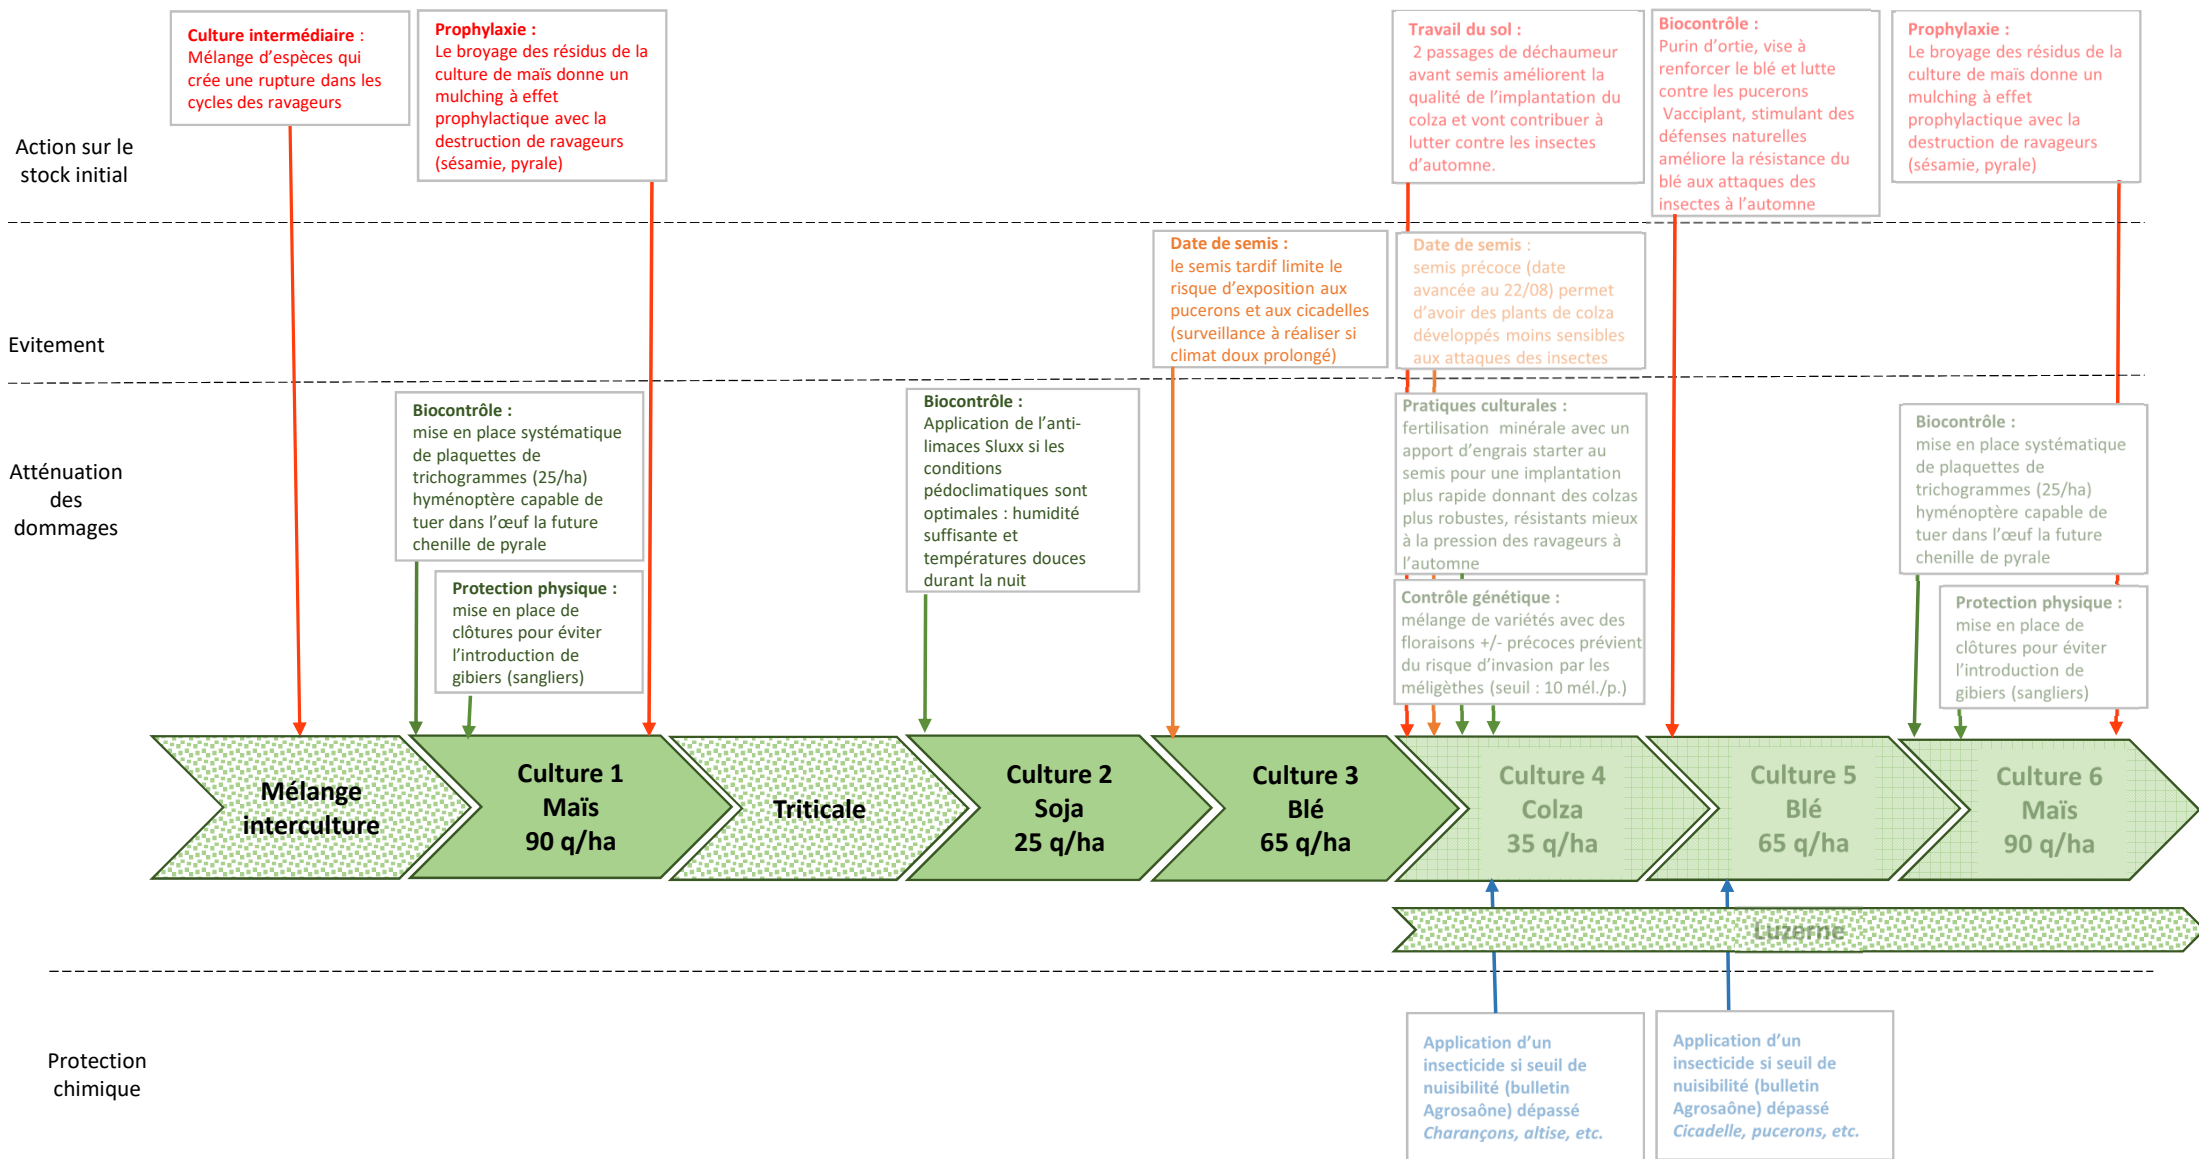 Culture intermédiaire :
Mélange d’espèces qui
crée une rupture dans les
cycles des ravageurs
Prophylaxie :
Le broyage des résidus de la
culture de maïs donne un
mulching à effet
prophylactique avec la
destruction de ravageurs
(sésamie, pyrale)
Travail du sol :
2 passages de déchaumeur
avant semis améliorent la
qualité de l’implantation du
colza et vont contribuer à
lutter contre les insectes
d’automne.
Biocontrôle :
Purin d’ortie, vise à
renforcer le blé et lutte
contre les pucerons
Vacciplant, stimulant des
défenses naturelles
améliore la résistance du
blé aux attaques des
insectes à l’automne
Prophylaxie :
Le broyage des résidus de la
culture de maïs donne un
mulching à effet
prophylactique avec la
destruction de ravageurs
(sésamie, pyrale)
Action sur le
stock initial
Date de semis :
le semis tardif limite le
risque d’exposition aux
pucerons et aux cicadelles
(surveillance à réaliser si
climat doux prolongé)
Date de semis :
semis précoce (date
avancée au 22/08) permet
d’avoir des plants de colza
développés moins sensibles
aux attaques des insectes
Evitement
Biocontrôle :
mise en place systématique
de plaquettes de
trichogrammes (25/ha)
hyménoptère capable de
tuer dans l’œuf la future
chenille de pyrale
Biocontrôle :
Application de l’anti-
limaces Sluxx si les
conditions
pédoclimatiques sont
optimales : humidité
suffisante et
températures douces
durant la nuit
Pratiques culturales :
fertilisation minérale avec un
apport d’engrais starter au
semis pour une implantation
plus rapide donnant des colzas
plus robustes, résistants mieux
à la pression des ravageurs à
l’automne
Biocontrôle :
mise en place systématique
de plaquettes de
trichogrammes (25/ha)
hyménoptère capable de
tuer dans l’œuf la future
chenille de pyrale
Atténuation
des
dommages
Protection physique :
mise en place de
clôtures pour éviter
l’introduction de
gibiers (sangliers)
Contrôle génétique :
mélange de variétés avec des
floraisons +/- précoces prévient
du risque d’invasion par les
méligèthes (seuil : 10 mél./p.)
Protection physique :
mise en place de
clôtures pour éviter
l’introduction de
gibiers (sangliers)
Mélange
interculture
Culture 1
Maïs
90 q/ha
Triticale
Culture 2
Soja
25 q/ha
Culture 3
Blé
65 q/ha
Culture 4
Colza
35 q/ha
Culture 5
Blé
65 q/ha
Culture 6
Maïs
90 q/ha
Luzerne
Protection
chimique
Application d’un
insecticide si seuil de
nuisibilité (bulletin
Agrosaône) dépassé
Charançons, altise, etc.
Application d’un
insecticide si seuil de
nuisibilité (bulletin
Agrosaône) dépassé
Cicadelle, pucerons, etc.